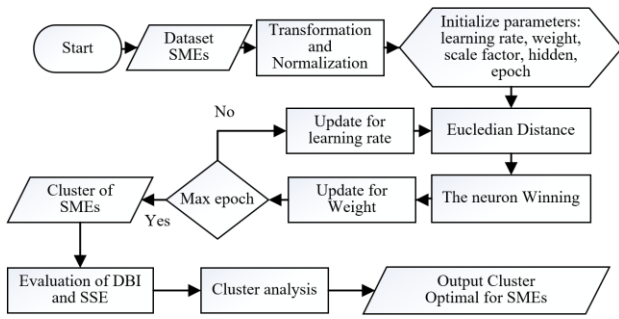 Start
Dataset
SMEs
Transformation
and
Normalization
Initialize parameters:
learning rate, weight,
scale factor, hidden,
epoch
No
Update for
learning rate
Eucledian Distance
Cluster of
SMEs
Yes
Max epoch
Update for
Weight
The neuron Winning
Evaluation of DBI
and SSE
Cluster analysis
Output Cluster
Optimal for SMEs